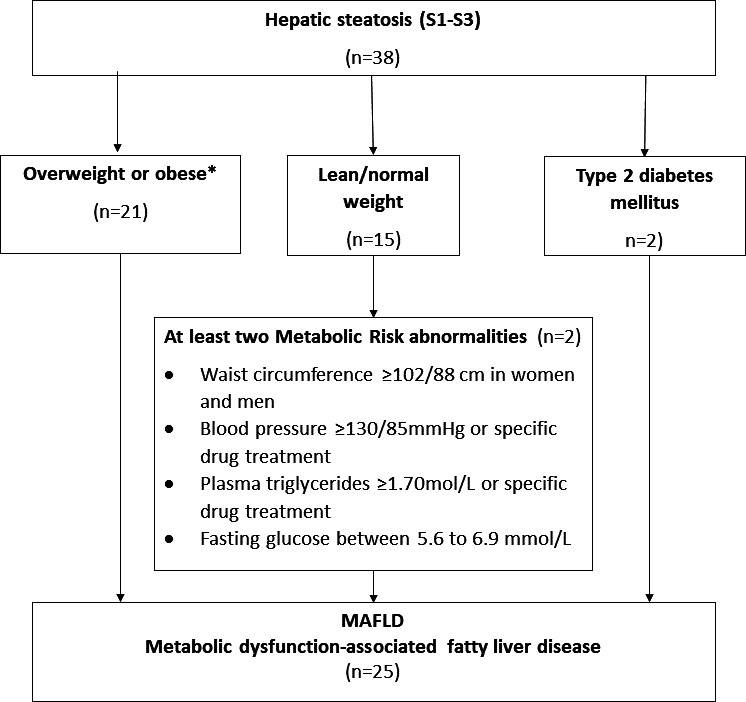 Hepatic steatosis (S1-S3)
(n=38)
Overweight or obese*
(n=21)
Lean/normal
weight
(n=15)
Type 2 diabetes
mellitus
n=2)
At least two Metabolic Risk abnormalities (n=2)
• Waist circumference ≥102/88 cm in women
and men
• Blood pressure ≥130/85mmHg or specific
drug treatment
• Plasma triglycerides ≥1.70mol/L or specific
drug treatment
• Fasting glucose between 5.6 to 6.9 mmol/L
MAFLD
Metabolic dysfunction-associated fatty liver disease
(n=25)